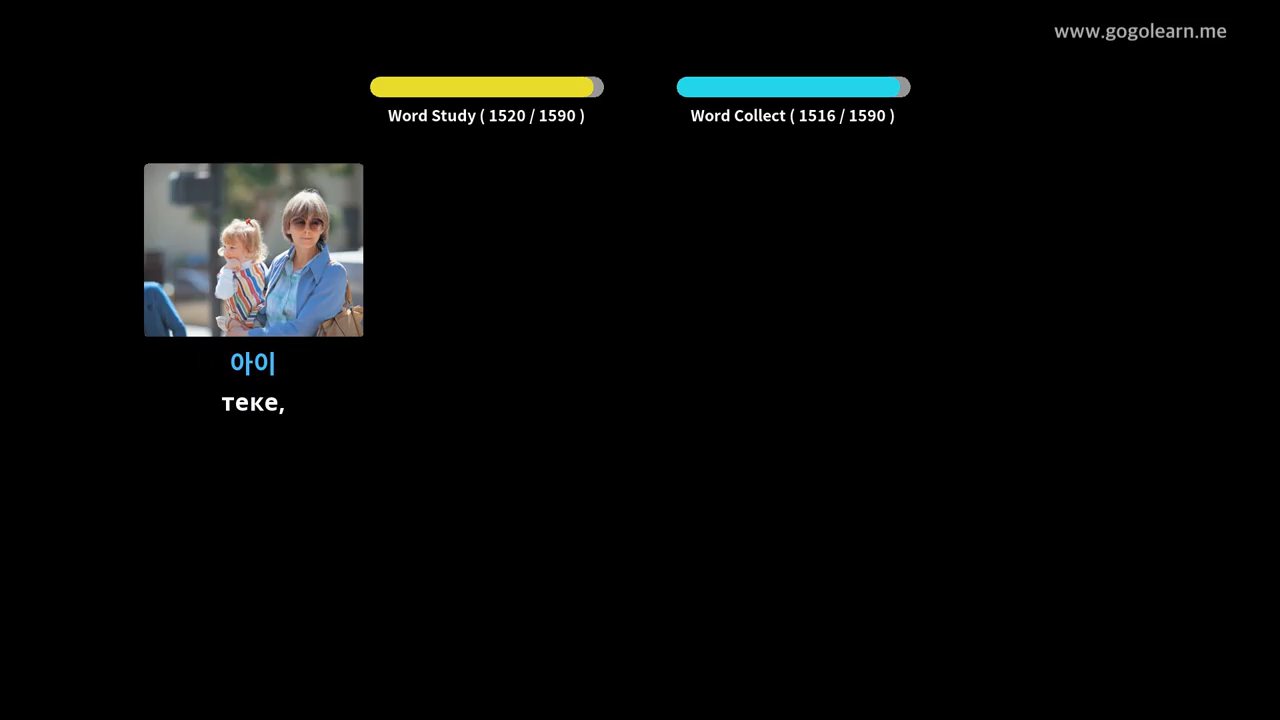 www.gogolearn.me
Word Study ( 1520 / 1590 )
Word Collect ( 1516 / 1590 )
아이
теке,